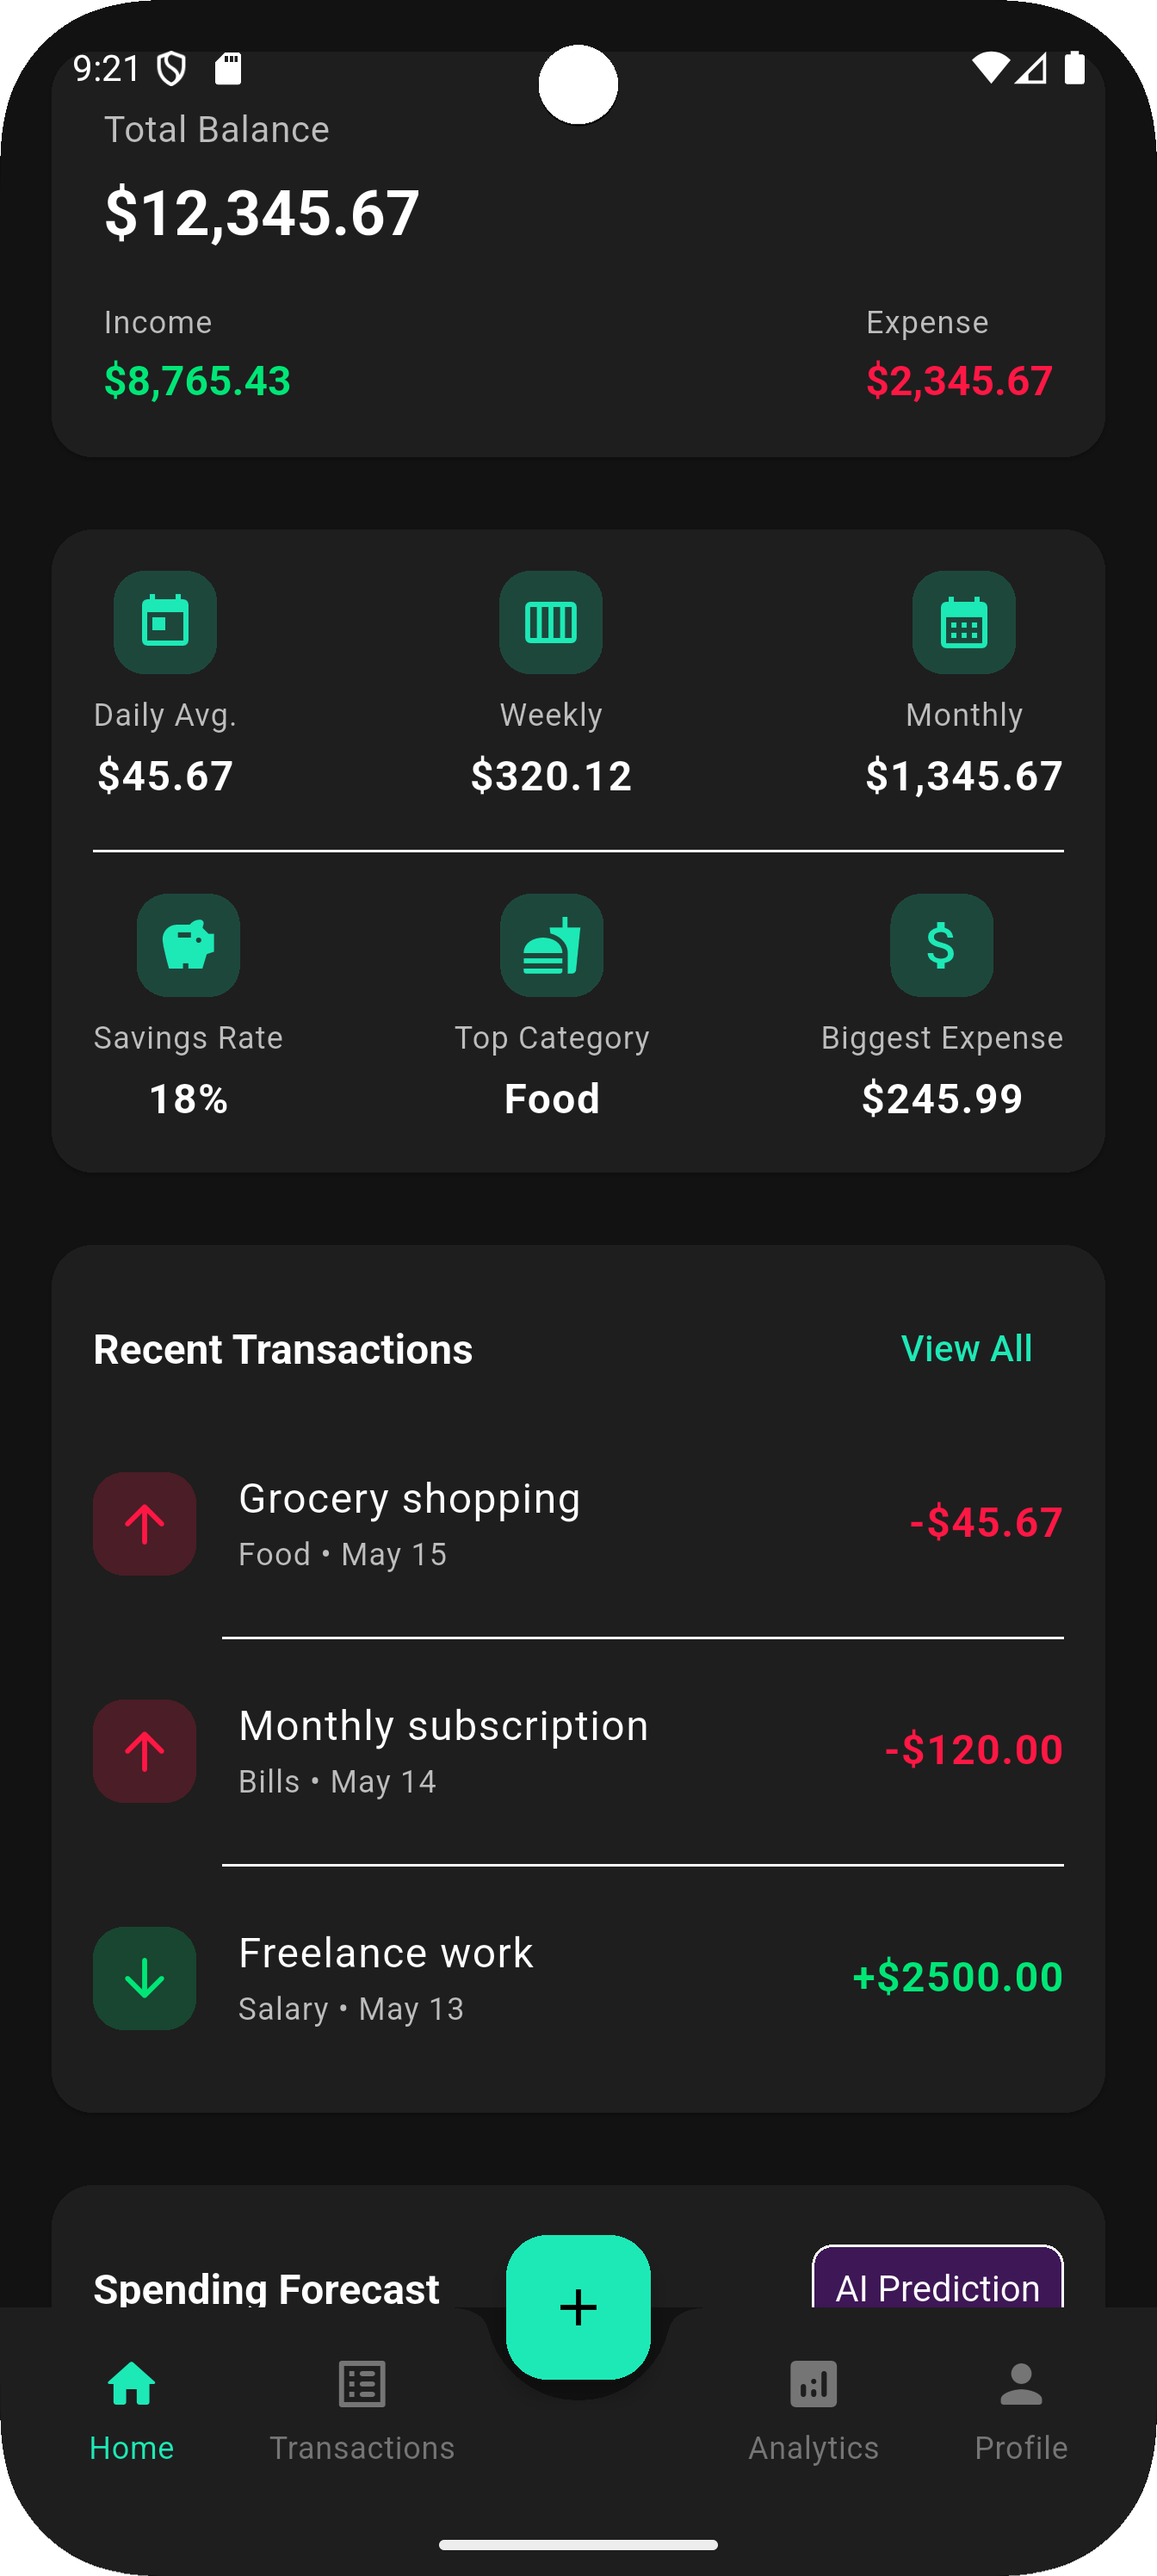 9:21
Total Balance
$12,345.67
Income Expense
$8,765.43 $2,345.67
Daily Avg. Weekly Monthly
$45.67 $320.12 $1,345.67
Savings Rate Top Category Biggest Expense
18% Food $245.99
Recent Transactions View All
Grocery shopping
Food • May 15
-$45.67
Monthly subscription
Bills • May 14
-$120.00
Freelance work
Salary • May 13
+$2500.00
Spending Forecast AI Prediction
Home Transactions Analytics Profile